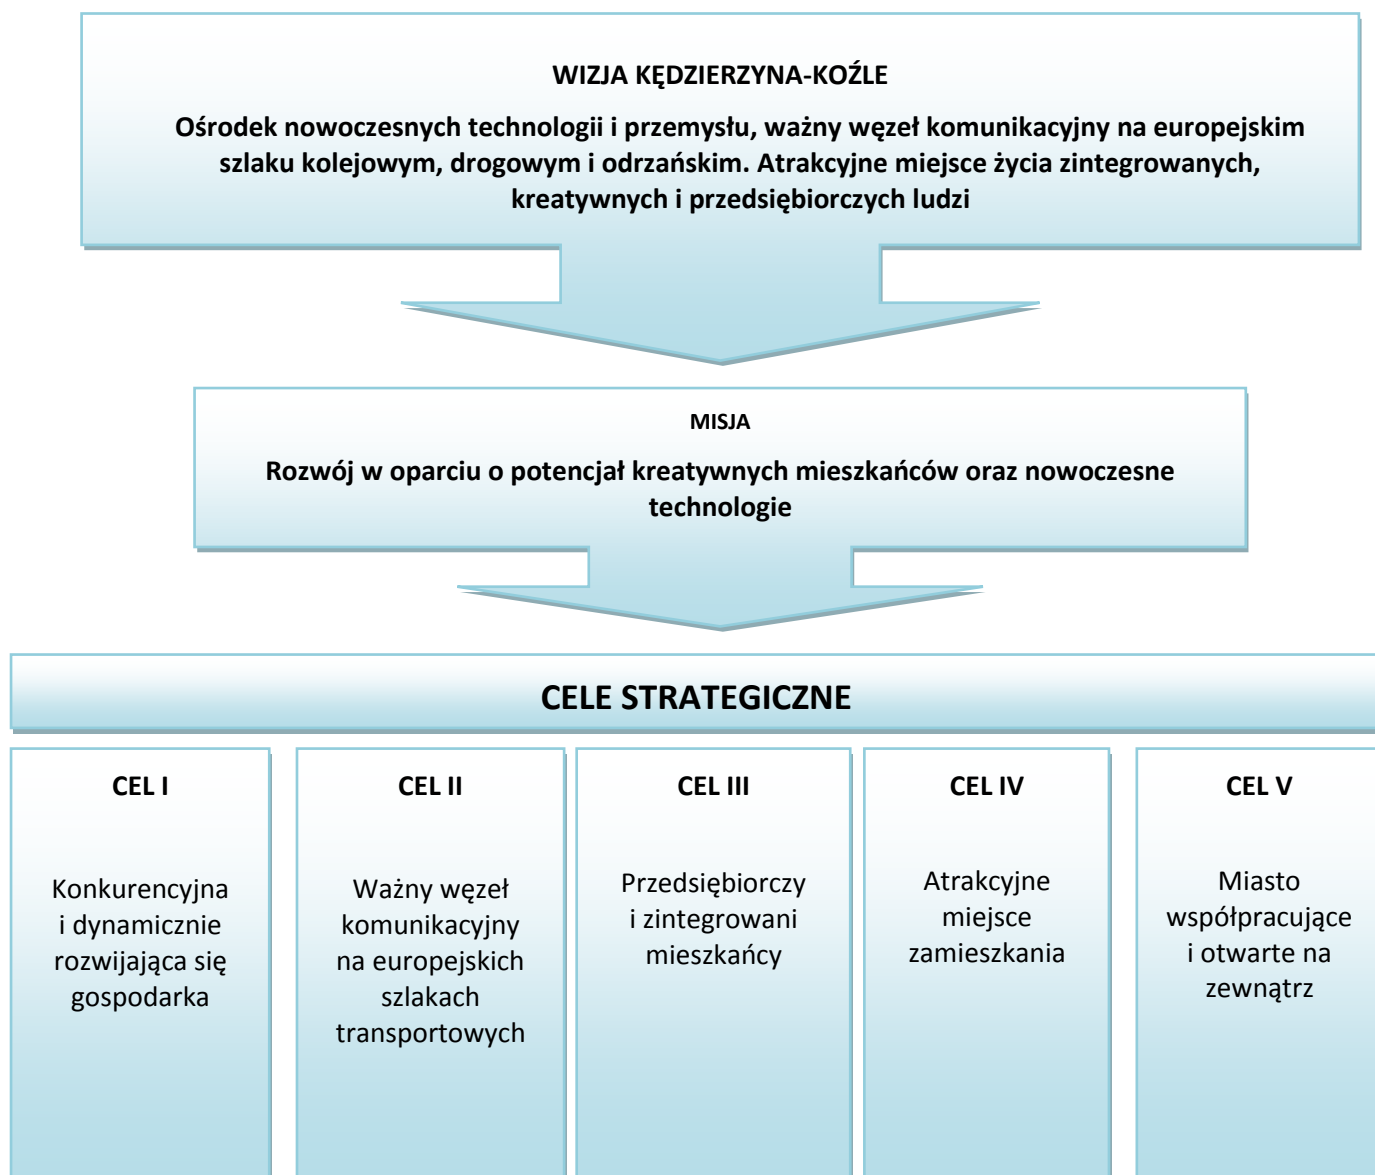 WIZJA KĘDZIERZYNA-KOŹLE
Ośrodek nowoczesnych technologii i przemysłu, ważny węzeł komunikacyjny na europejskim
szlaku kolejowym, drogowym i odrzańskim. Atrakcyjne miejsce życia zintegrowanych,
kreatywnych i przedsiębiorczych ludzi
MISJA
Rozwój w oparciu o potencjał kreatywnych mieszkańców oraz nowoczesne
technologie
CELE STRATEGICZNE
CEL I
Konkurencyjna
i dynamicznie
rozwijająca się
gospodarka
CEL II
Ważny węzeł
komunikacyjny
na europejskich
szlakach
transportowych
CEL III
Przedsiębiorczy
i zintegrowani
mieszkańcy
CEL IV
Atrakcyjne
miejsce
zamieszkania
CEL V
Miasto
współpracujące
i otwarte na
zewnątrz